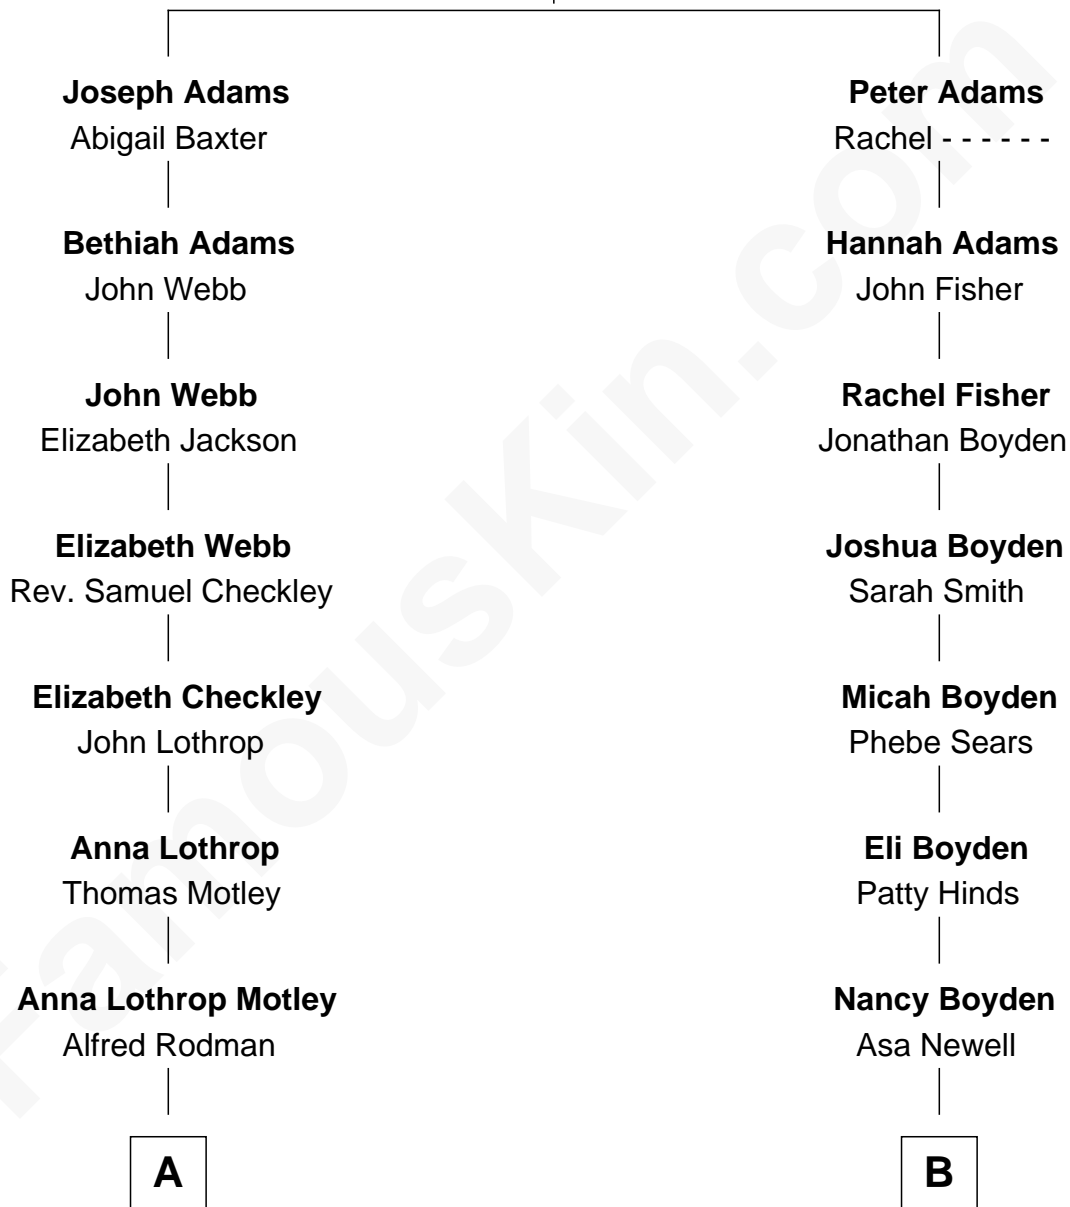 Joseph Adams
Abigail Baxter
Bethiah Adams
John Webb
John Webb
Elizabeth Jackson
Elizabeth Webb
Rev. Samuel Checkley
Elizabeth Checkley
John Lothrop
Anna Lothrop
Thomas Motley
Anna Lothrop Motley
Alfred Rodman
A
Peter Adams
Rachel - - - - - -
Hannah Adams
John Fisher
Rachel Fisher
Jonathan Boyden
Joshua Boyden
Sarah Smith
Micah Boyden
Phebe Sears
Eli Boyden
Patty Hinds
Nancy Boyden
Asa Newell
B
FamousKin.com